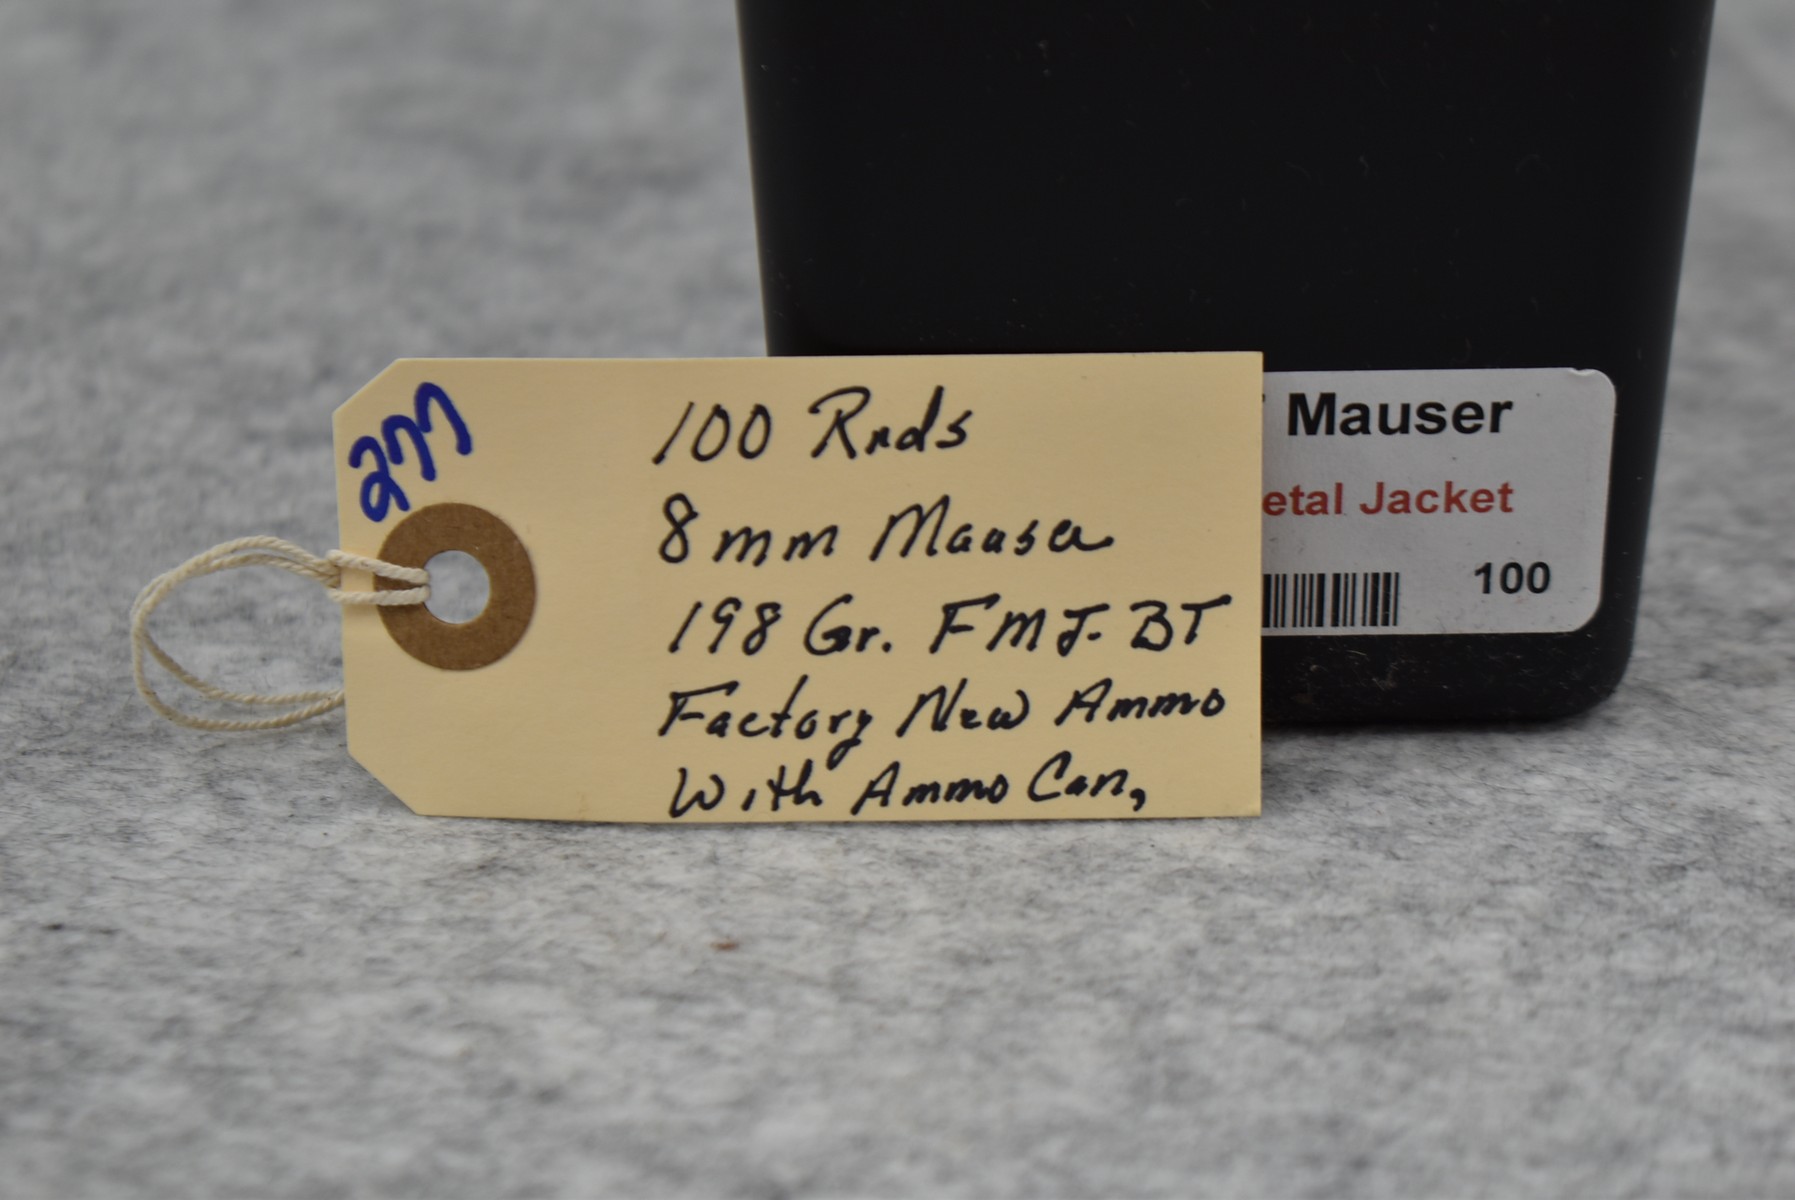 277
100 Rnds
8mm Mauser
198 Gr. FMJ-BT
Factory New Ammo
With Ammo Can,
Mauser
etal Jacket
100